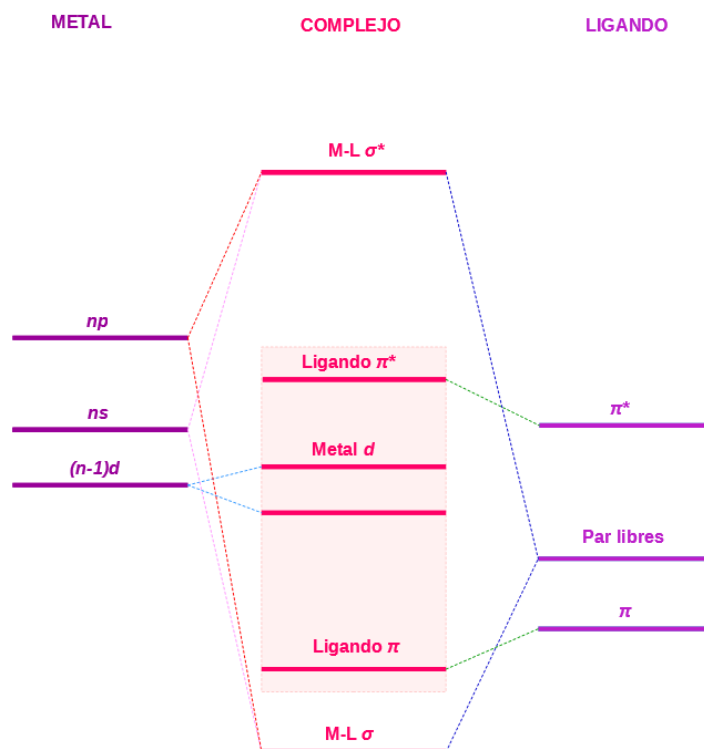 METAL
COMPLEJO
LIGANDO
M-L σ*
np
Ligando π*
ns
π*
Metal d
(n-1)d
Par libres
π
Ligando π
M-L σ